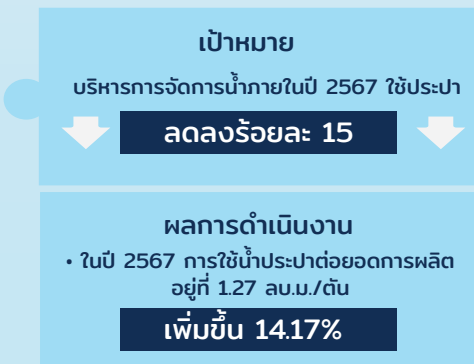 เป้าหมาย
บริหารการจัดการน้ำภายในปี 2567 ใช้ประปา
ลดลงร้อยละ 15
ผลการดำเนินงาน
• ในปี 2567 การใช้น้ำประปาต่อยอดการผลิต
อยู่ที่ 1.27 ลบ.ม./ตัน
เพิ่มขึ้น 14.17%